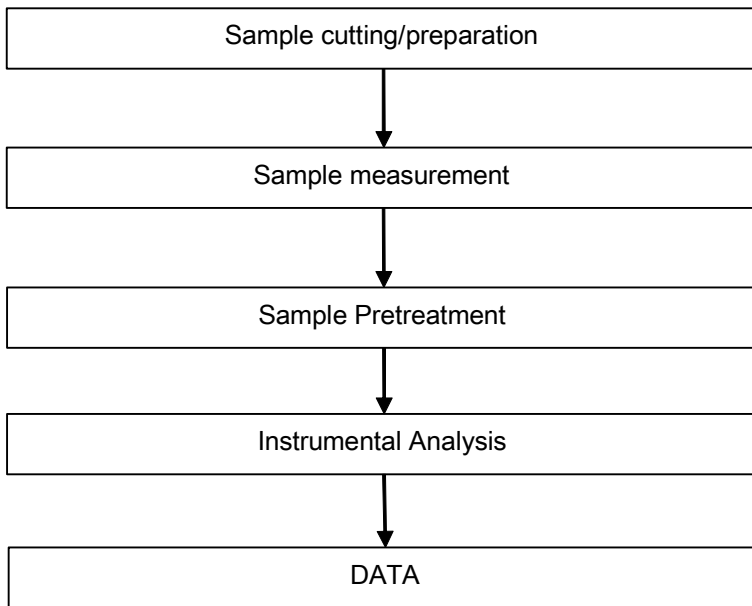 Sample cutting/preparation
Sample measurement
Sample Pretreatment
Instrumental Analysis
DATA